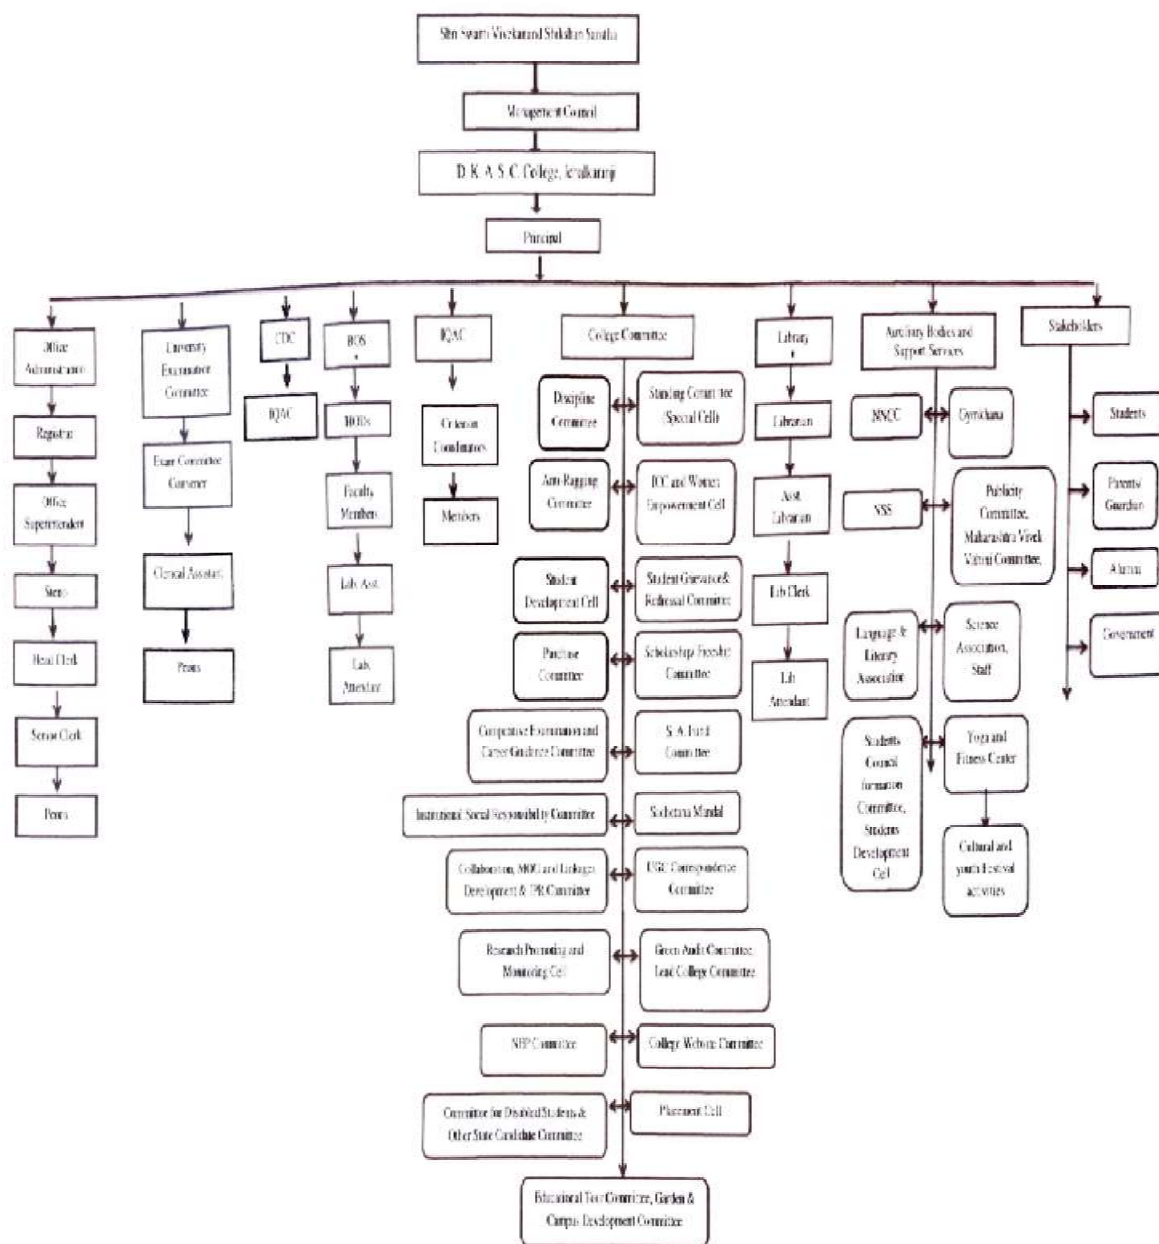 Shri Swami Vivekanand Shikshan Sanstha
Management Council
D. K. A. S. C. College, Ichalkaranji
Principal
Office
Administration
Registrar
Office
Superintendent
Steno
Head Clerk
Senior Clerk
Peons
University
Examination
Committee
Exam Committee
Convener
Clerical Assistant
Peons
CDC
IQAC
BOS
HODs
Faculty
Members
Lab. Asst.
Lab.
Attendant
IQAC
Criterion
Coordinators
Members
College Committee
Discipline
Committee
Standing Committee
(Special Cell)
Anti-Ragging
Committee
ICC and Women
Empowerment Cell
Student
Development Cell
Student Grievance &
Redressal Committee
Purchase
Committee
Scholarship/ Freeship
Committee
Competitive Examination and
Career Guidance Committee
S. A. Fund
Committee
Institutional Social Responsibility Committee
Sachetana Mandal
Collaboration, MOU and Linkages
Development & IPR Committee
UGC Correspondence
Committee
Research Promoting and
Monitoring Cell
Green Audit Committee,
Lead College Committee
NEP Committee
College Website Committee
Committee for Disabled Students &
Other State Candidate Committee
Placement Cell
Educational Tour Committee, Garden &
Campus Development Committee
Library
Librarian
Asst.
Librarian
Lib Clerk
Lib
Attendant
Auxiliary Bodies and
Support Services
NNCC
Gymkhana
NSS
Publicity
Committee,
Maharashtra Vivek
Vahini Committee,
Language &
Literary
Association
Science
Association,
Staff
Students
Council
formation
Committee,
Students
Development
Cell
Yoga and
Fitness Center
Cultural and
youth Festival
activities
Stakeholders
Students
Parents/
Guardian
Alumni
Government